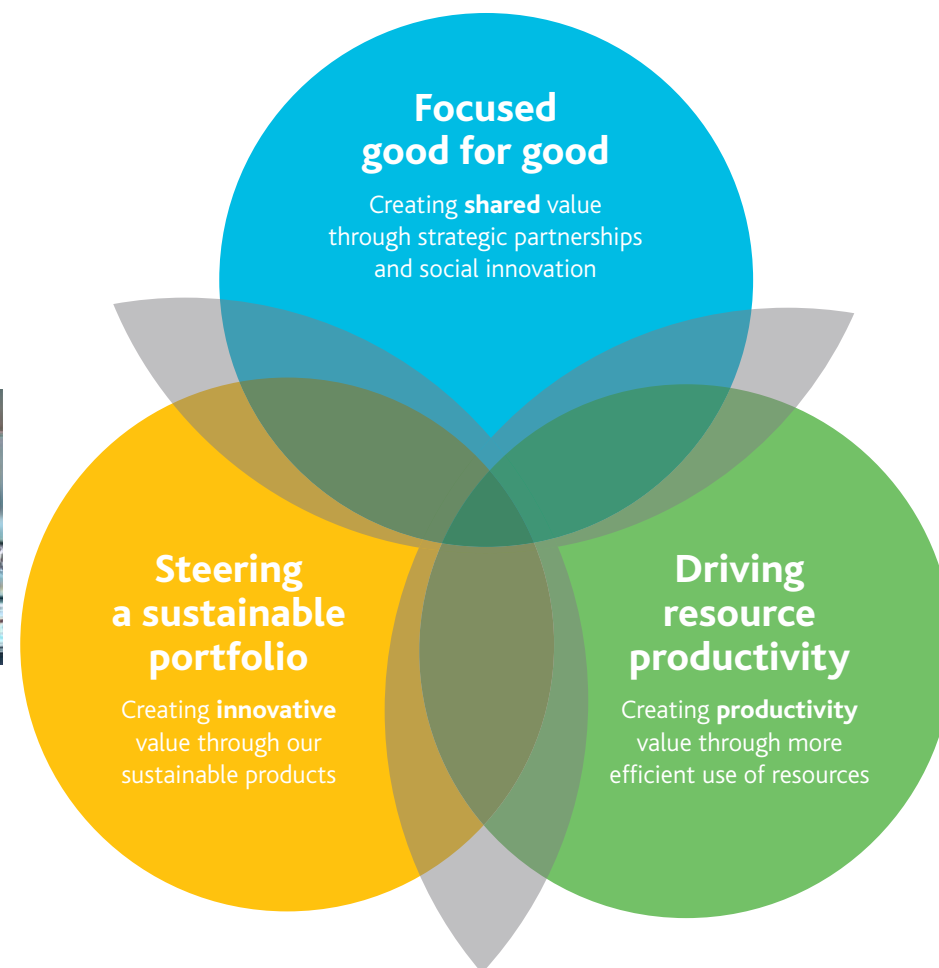 Focused
good for good
Creating shared value
through strategic partnerships
and social innovation
Steering
a sustainable
portfolio
Creating innovative
value through our
sustainable products
Driving
resource
productivity
Creating productivity
value through more
efficient use of resources